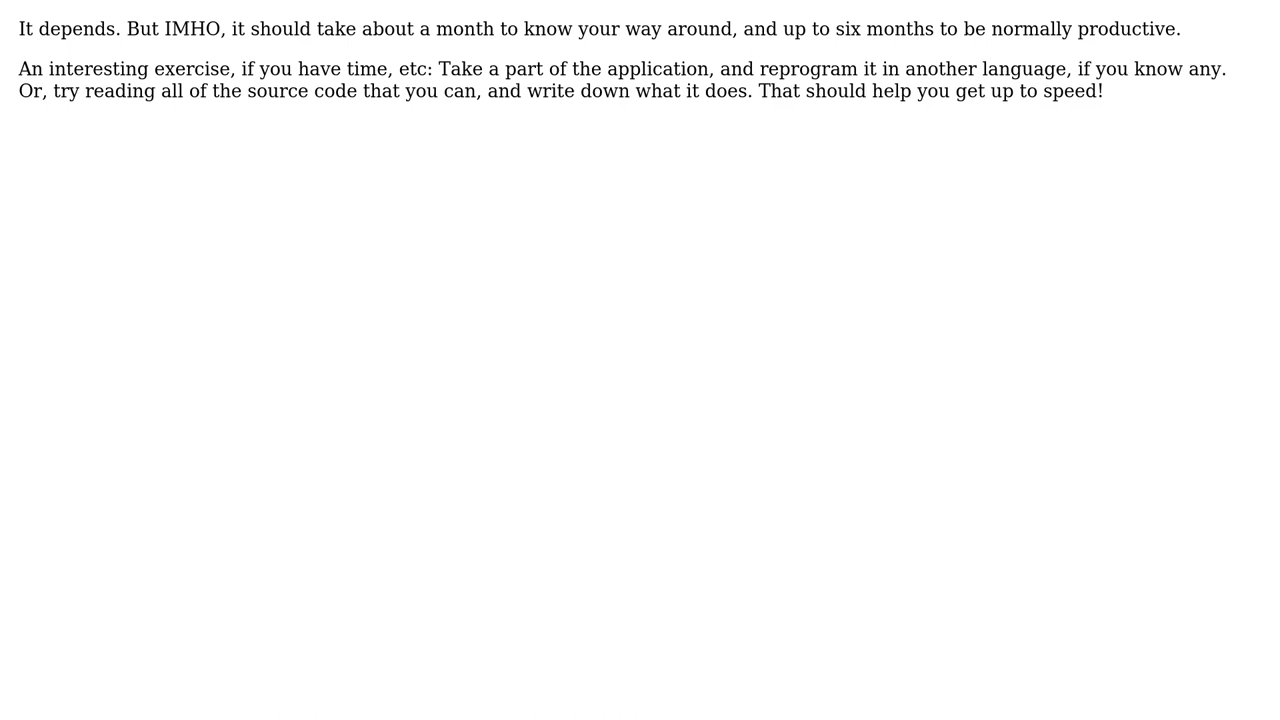 It depends. But IMHO, it should take about a month to know your way around, and up to six months to be normally productive.
An interesting exercise, if you have time, etc: Take a part of the application, and reprogram it in another language, if you know any.
Or, try reading all of the source code that you can, and write down what it does. That should help you get up to speed!